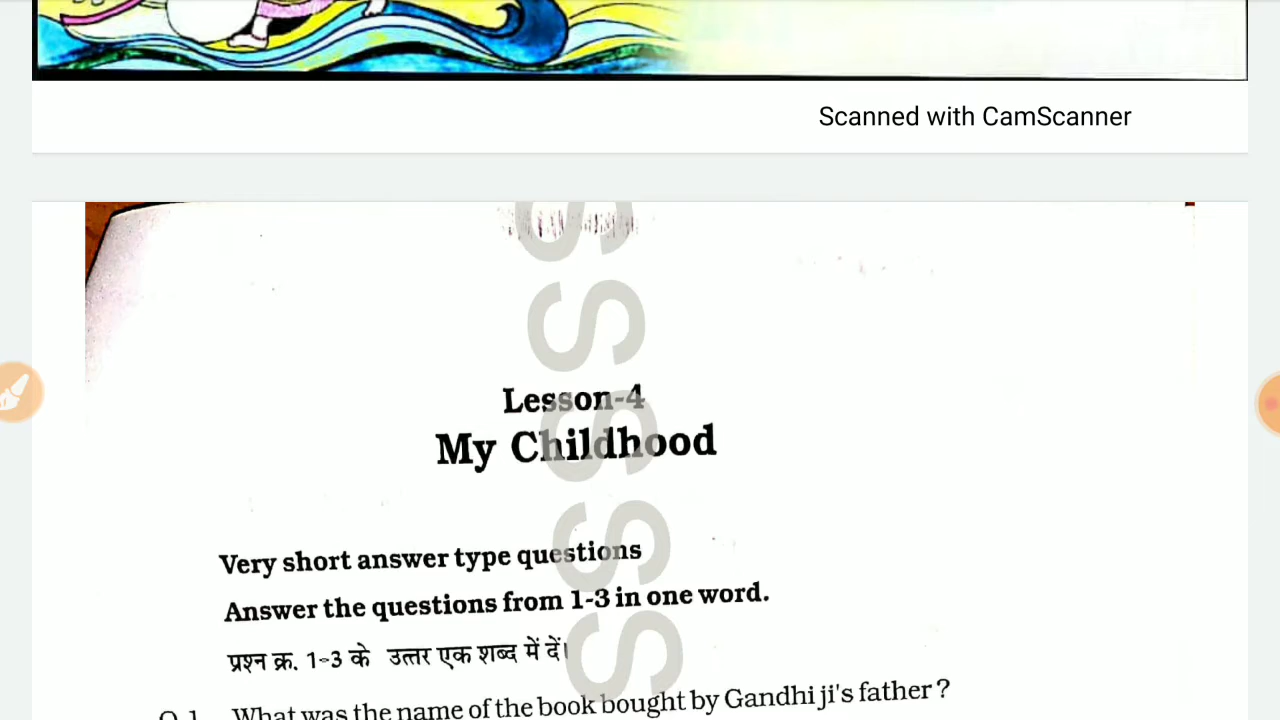 Scanned with CamScanner
Lesson-4
My Childhood
Very short answer type questions
Answer the questions from 1-3 in one word.
प्रश्न क्र. 1-3 के उत्तर एक शब्द में दें।
Q.1 What was the name of the book bought by Gandhi ji's father ?
S
S
S
S
S